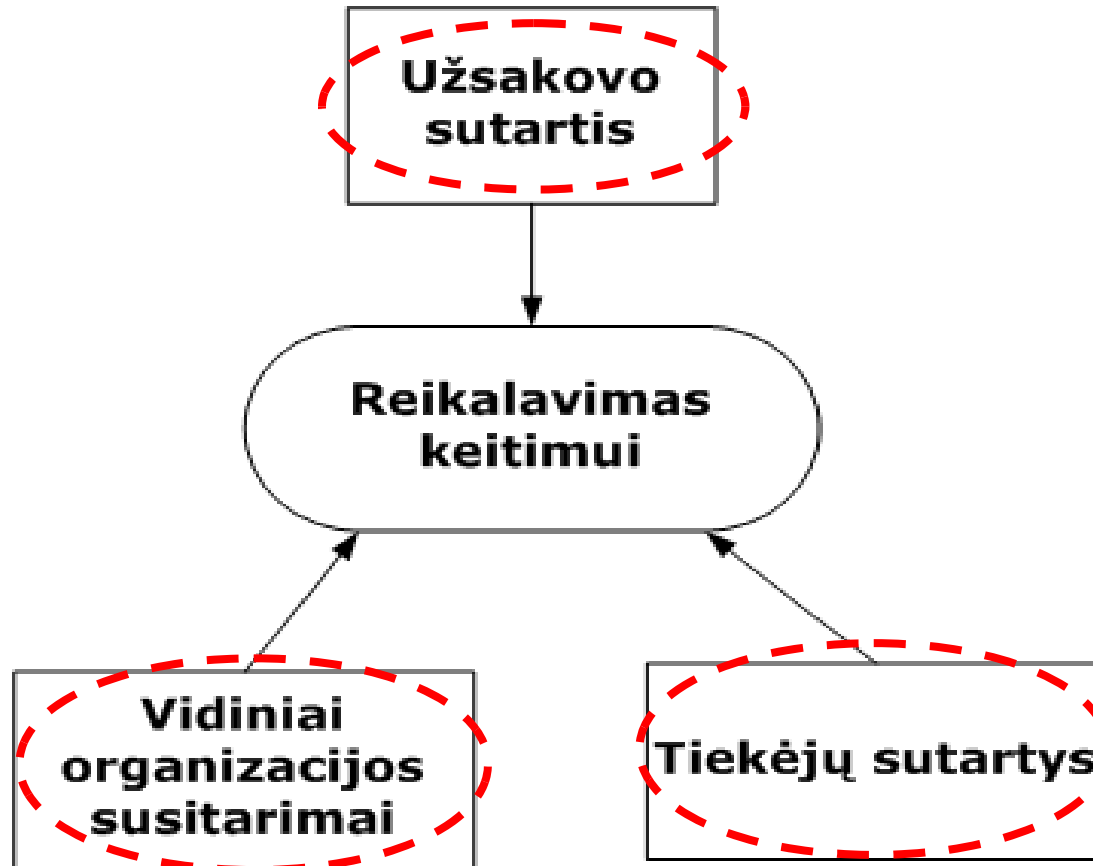 Užsakovo
sutartis
Reikalavimas
keitimui
Vidiniai
organizacijos
susitarimai
Tiekėjų sutartys